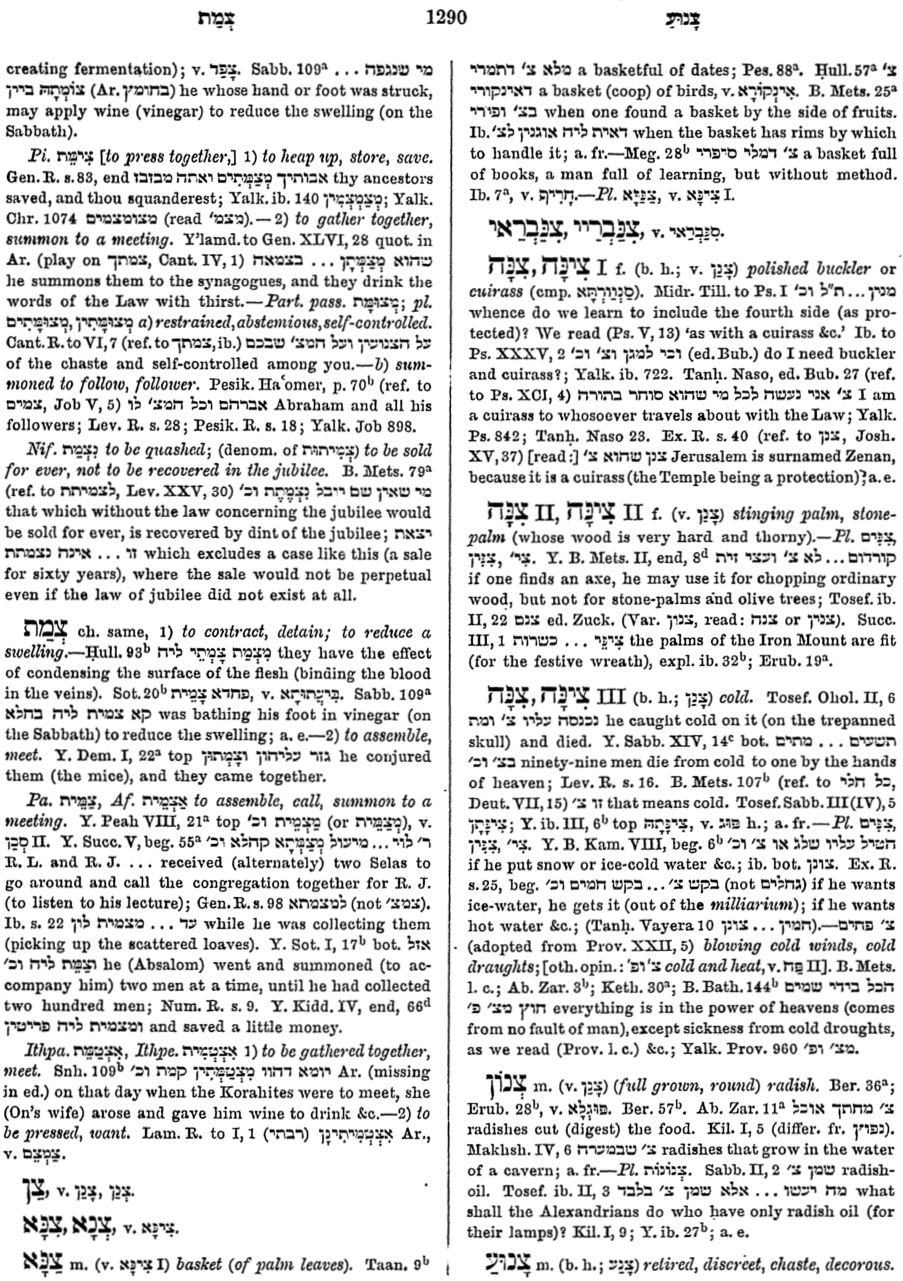 צְמַת 1290 צָנוּעַ
creating fermentation); v. צָפַד. Sabb. 109ᵃ מי שנגפה . . .
צוֹמְתָהּ ביין (Ar. בחומץ) he whose hand or foot was struck,
may apply wine (vinegar) to reduce the swelling (on the
Sabbath).
Pi. צִימֵּת [to press together,] 1) to heap up, store, save.
Gen. R. s. 83, end אבותיך מְצַמְּתִים ואתה מבזבז thy ancestors
saved, and thou squanderest; Yalk. ib. 140 מְצַמְצְמִין; Yalk.
Chr. 1074 מצומצמים (read מצמ׳).—2) to gather together,
summon to a meeting. Y’lamd. to Gen. XLVI, 28 quot. in
Ar. (play on צמתך, Cant. IV, 1) שהוא מְצַמְּתָן . . . בצמאה
he summons them to the synagogues, and they drink the
words of the Law with thirst.—Part. pass. מְצוּמָּת; pl.
מְצוּמָּתִין, מְצוּמָּתִים a) restrained, abstemious, self-controlled.
Cant. R. to VI, 7 (ref. to צמתך, ib.) על הצנועין ועל חמצ׳ שבכם
of the chaste and self-controlled among you.—b) sum-
moned to follow, follower. Pesik. Haʿomer, p. 70ᵇ (ref. to
צמים, Job V, 5) אברהם וכל חמצ׳ לו Abraham and all his
followers; Lev. R. s. 28; Pesik. R. s. 18; Yalk. Job 898.
Nif. נִצְמַת to be quashed; (denom. of צְמִיתוּת) to be sold
for ever, not to be recovered in the jubilee. B. Mets. 79ᵃ
(ref. to לצמיתת, Lev. XXV, 30) מי שאין שם יובל נִצְמֶתֶת וכ׳
that which without the law concerning the jubilee would
be sold for ever, is recovered by dint of the jubilee; יצאת
זו . . . אינה נצמתת which excludes a case like this (a sale
for sixty years), where the sale would not be perpetual
even if the law of jubilee did not exist at all.
צְמַת ch. same, 1) to contract, detain; to reduce a
swelling.—Ḥull. 93ᵇ מִצְמַת צָמְתֵי ליה they have the effect
of condensing the surface of the flesh (binding the blood
in the veins). Sot. 20ᵇ פחדא צָמֵית, v. בִּיעֲתוּתָא. Sabb. 109ᵃ
קא צמית ליה בחלא was bathing his foot in vinegar (on
the Sabbath) to reduce the swelling; a. e.—2) to assemble,
meet. Y. Dem. I, 22ᵃ top גזר עליהון וצְמָתוּן he conjured
them (the mice), and they came together.
Pa. צַמֵּית, Af. אַצְמֵית to assemble, call, summon to a
meeting. Y. Peah VIII, 21ᵃ top מַצְמֵית וכ׳ (or מְצַמֵּית), v.
סְכַן II. Y. Succ. V, beg. 55ᵃ ר׳ לוי . . . מיעול מְצַמְּתָא קהלא וכ׳
R. L. and R. J. . . . received (alternately) two Selas to
go around and call the congregation together for R. J.
(to listen to his lecture); Gen. R. s. 98 למצמתא (not צמצ׳).
Ib. s. 22 עד . . . מצמית לון while he was collecting them
(picking up the scattered loaves). Y. Sot. I, 17ᵇ bot. אזל
וצַמֵּת ליה וכ׳ he (Absalom) went and summoned (to ac-
company him) two men at a time, until he had collected
two hundred men; Num. R. s. 9. Y. Kidd. IV, end, 66ᵈ
ומצמית ליה פריטין and saved a little money.
Ithpa. אִצְטַמֵּת, Ithpe. אִצְטְמִית 1) to be gathered together,
meet. Snh. 109ᵇ יומא דהוו מִצְטַמְּתִין קמת וכ׳ Ar. (missing
in ed.) on that day when the Korahites were to meet, she
(On’s wife) arose and gave him wine to drink &c.—2) to
be pressed, want. Lam. R. to I, 1 (רבתי) אִצְטְמִיתִינָן Ar.,
v. צַמְצֵם.
צַן, v. צָנַן, צֵן.
צְנָא, צִנָּא, v. צִינָּא.
צַנָּא m. (v. צִינָּא I) basket (of palm leaves). Taan. 9ᵇ
מלא צ׳ דתמרי a basketful of dates; Pes. 88ᵃ. Ḥull. 57ᵃ צ׳
דאינקורי a basket (coop) of birds, v. אִינְקוֹרָא. B. Mets. 25ᵃ
בצ׳ ופירי when one found a basket by the side of fruits.
Ib. דאית ליה אוגנין לצ׳ when the basket has rims by which
to handle it; a. fr.—Meg. 28ᵇ צ׳ דמלי סיפרי a basket full
of books, a man full of learning, but without method.
Ib. 7ᵃ, v. חָרִיף.—Pl. צַנַּיָּא, v. צִינָּא I.
צִנַּבְרַיי, צִנַּבְרַאי, v. סִנַּבְרַאי.
צִינָּה, צִנָּה I f. (b. h.; v. צָנַן) polished buckler or
cuirass (cmp. סַנְוַורְתָּא). Midr. Till. to Ps. I מנין . . . ת״ל וכ׳
whence do we learn to include the fourth side (as pro-
tected)? We read (Ps. V, 13) ‘as with a cuirass &c.’ Ib. to
Ps. XXXV, 2 וכי למגן וצ׳ וכ׳ (ed. Bub.) do I need buckler
and cuirass?; Yalk. ib. 722. Tanḥ. Naso, ed. Bub. 27 (ref.
to Ps. XCI, 4) צ׳ אני נעשה לכל מי שהוא סוחר בתורה I am
a cuirass to whosoever travels about with the Law; Yalk.
Ps. 842; Tanḥ. Naso 23. Ex. R. s. 40 (ref. to צנן, Josh.
XV, 37) [read:] צנן שהוא צ׳ Jerusalem is surnamed Zenan,
because it is a cuirass (the Temple being a protection); a. e.
צִינָּה II, צִנָּה II f. (v. צָנַן) stinging palm, stone-
palm (whose wood is very hard and thorny).—Pl. צִנִּים,
צִי׳, צִנִּין. Y. B. Mets. II, end, 8ᵈ קורדום . . . לא צ׳ ועצי זית
if one finds an axe, he may use it for chopping ordinary
wood, but not for stone-palms and olive trees; Tosef. ib.
II, 22 צנם ed. Zuck. (Var. צנון, read: צנה or צנין). Succ.
III, 1 צִינֵּי . . . כשרות the palms of the Iron Mount are fit
(for the festive wreath), expl. ib. 32ᵇ; Erub. 19ᵃ.
צִינָּה, צִנָּה III (b. h.; צָנַן) cold. Tosef. Ohol. II, 6
נכנסה עליו צ׳ ומת he caught cold on it (on the trepanned
skull) and died. Y. Sabb. XIV, 14ᶜ bot. תשעים . . . מתים
בצ׳ וכ׳ ninety-nine men die from cold to one by the hands
of heaven; Lev. R. s. 16. B. Mets. 107ᵇ (ref. to כל חלי,
Deut. VII, 15) זו צ׳ that means cold. Tosef. Sabb. III (IV), 5
צִינָּתָן; Y. ib. III, 6ᵇ top צִינָּתָהּ, v. פּוּג h.; a. fr.—Pl. צִנִּים,
צִי׳, צִנִּין. Y. B. Kam. VIII, beg. 6ᵇ הטיל עליו שלג או צ׳ וכ׳
if he put snow or ice-cold water &c.; ib. bot. צונן. Ex. R.
s. 25, beg. בקש צ׳ . . . בקש חמים וכ׳ (not גחלים) if he wants
ice-water, he gets it (out of the milliarium); if he wants
hot water &c.; (Tanḥ. Vayera 10 חמין . . . צונן).—צ׳ פחים
(adopted from Prov. XXII, 5) blowing cold winds, cold
draughts; [oth. opin.: צ׳ ופ׳ cold and heat, v. פַּח II]. B. Mets.
l. c.; Ab. Zar. 3ᵇ; Keth. 30ᵃ; B. Bath. 144ᵇ הכל בידי שמים
חוץ מצ׳ פ׳ everything is in the power of heavens (comes
from no fault of man), except sickness from cold droughts,
as we read (Prov. l. c.) &c.; Yalk. Prov. 960 מצ׳ ופ׳.
צְנוֹן m. (v. צָנַן) (full grown, round) radish. Ber. 36ᵃ;
Erub. 28ᵇ, v. פּוּגְלָא. Ber. 57ᵇ. Ab. Zar. 11ᵃ צ׳ מחתך אוכל
radishes cut (digest) the food. Kil. I, 5 (differ. fr. נפוץ).
Makhsh. IV, 6 צ׳ שבמערה radishes that grow in the water
of a cavern; a. fr.—Pl. צְנוֹנוֹת. Sabb. II, 2 שמן צ׳ radish-
oil. Tosef. ib. II, 3 מה יעשו . . . אלא שמן צ׳ בלבד what
shall the Alexandrians do who have only radish oil (for
their lamps)? Kil. I, 9; Y. ib. 27ᵇ; a. e.
צָנוּעַ m. (b. h.; צָנַע) retired, discreet, chaste, decorous.